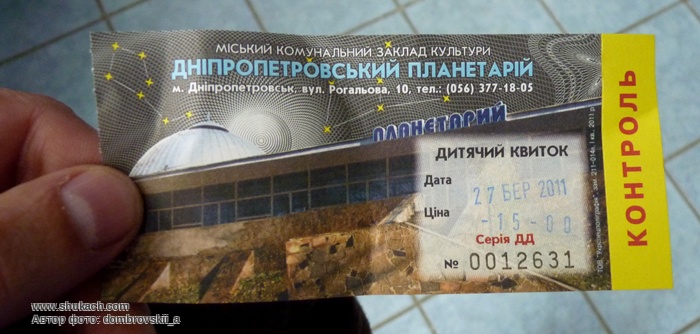 МІСЬКИЙ КОМУНАЛЬНИЙ ЗАКЛАД КУЛЬТУРИ
ДНІПРОПЕТРОВСЬКИЙ ПЛАНЕТАРІЙ
м. Дніпропетровськ, вул. Рогальова, 10, тел.: (056) 377-18-05
ПЛАНЕТАРИЙ
ДИТЯЧИЙ КВИТОК
Дата 27 БЕР 2011
Ціна -15-00
Серія ДД
№ 0012631
КОНТРОЛЬ
www.shukach.com
Автор фото: dombrovskii_a